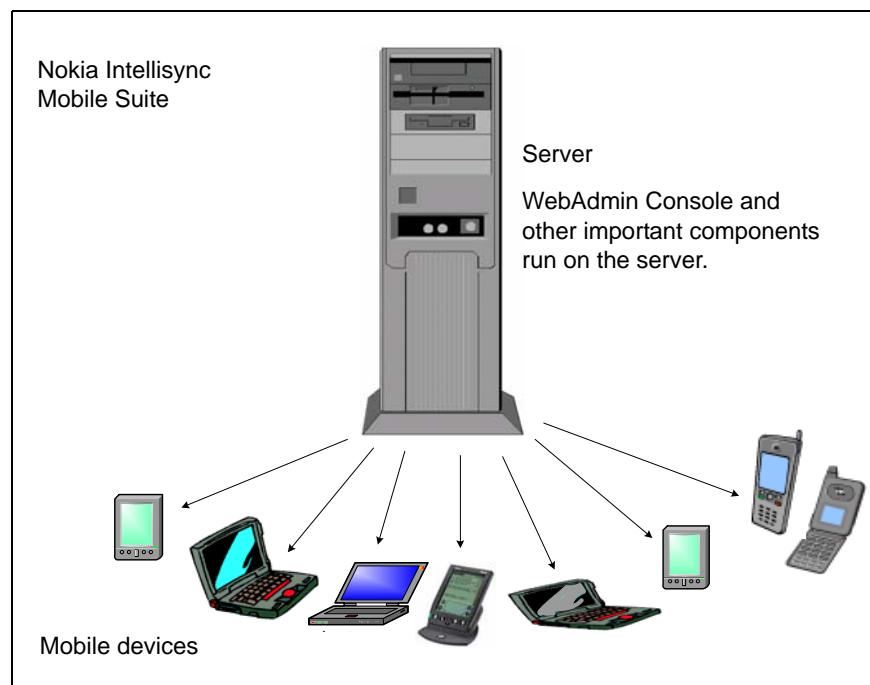 Nokia Intellisync
Mobile Suite
Server
WebAdmin Console and
other important components
run on the server.
Mobile devices